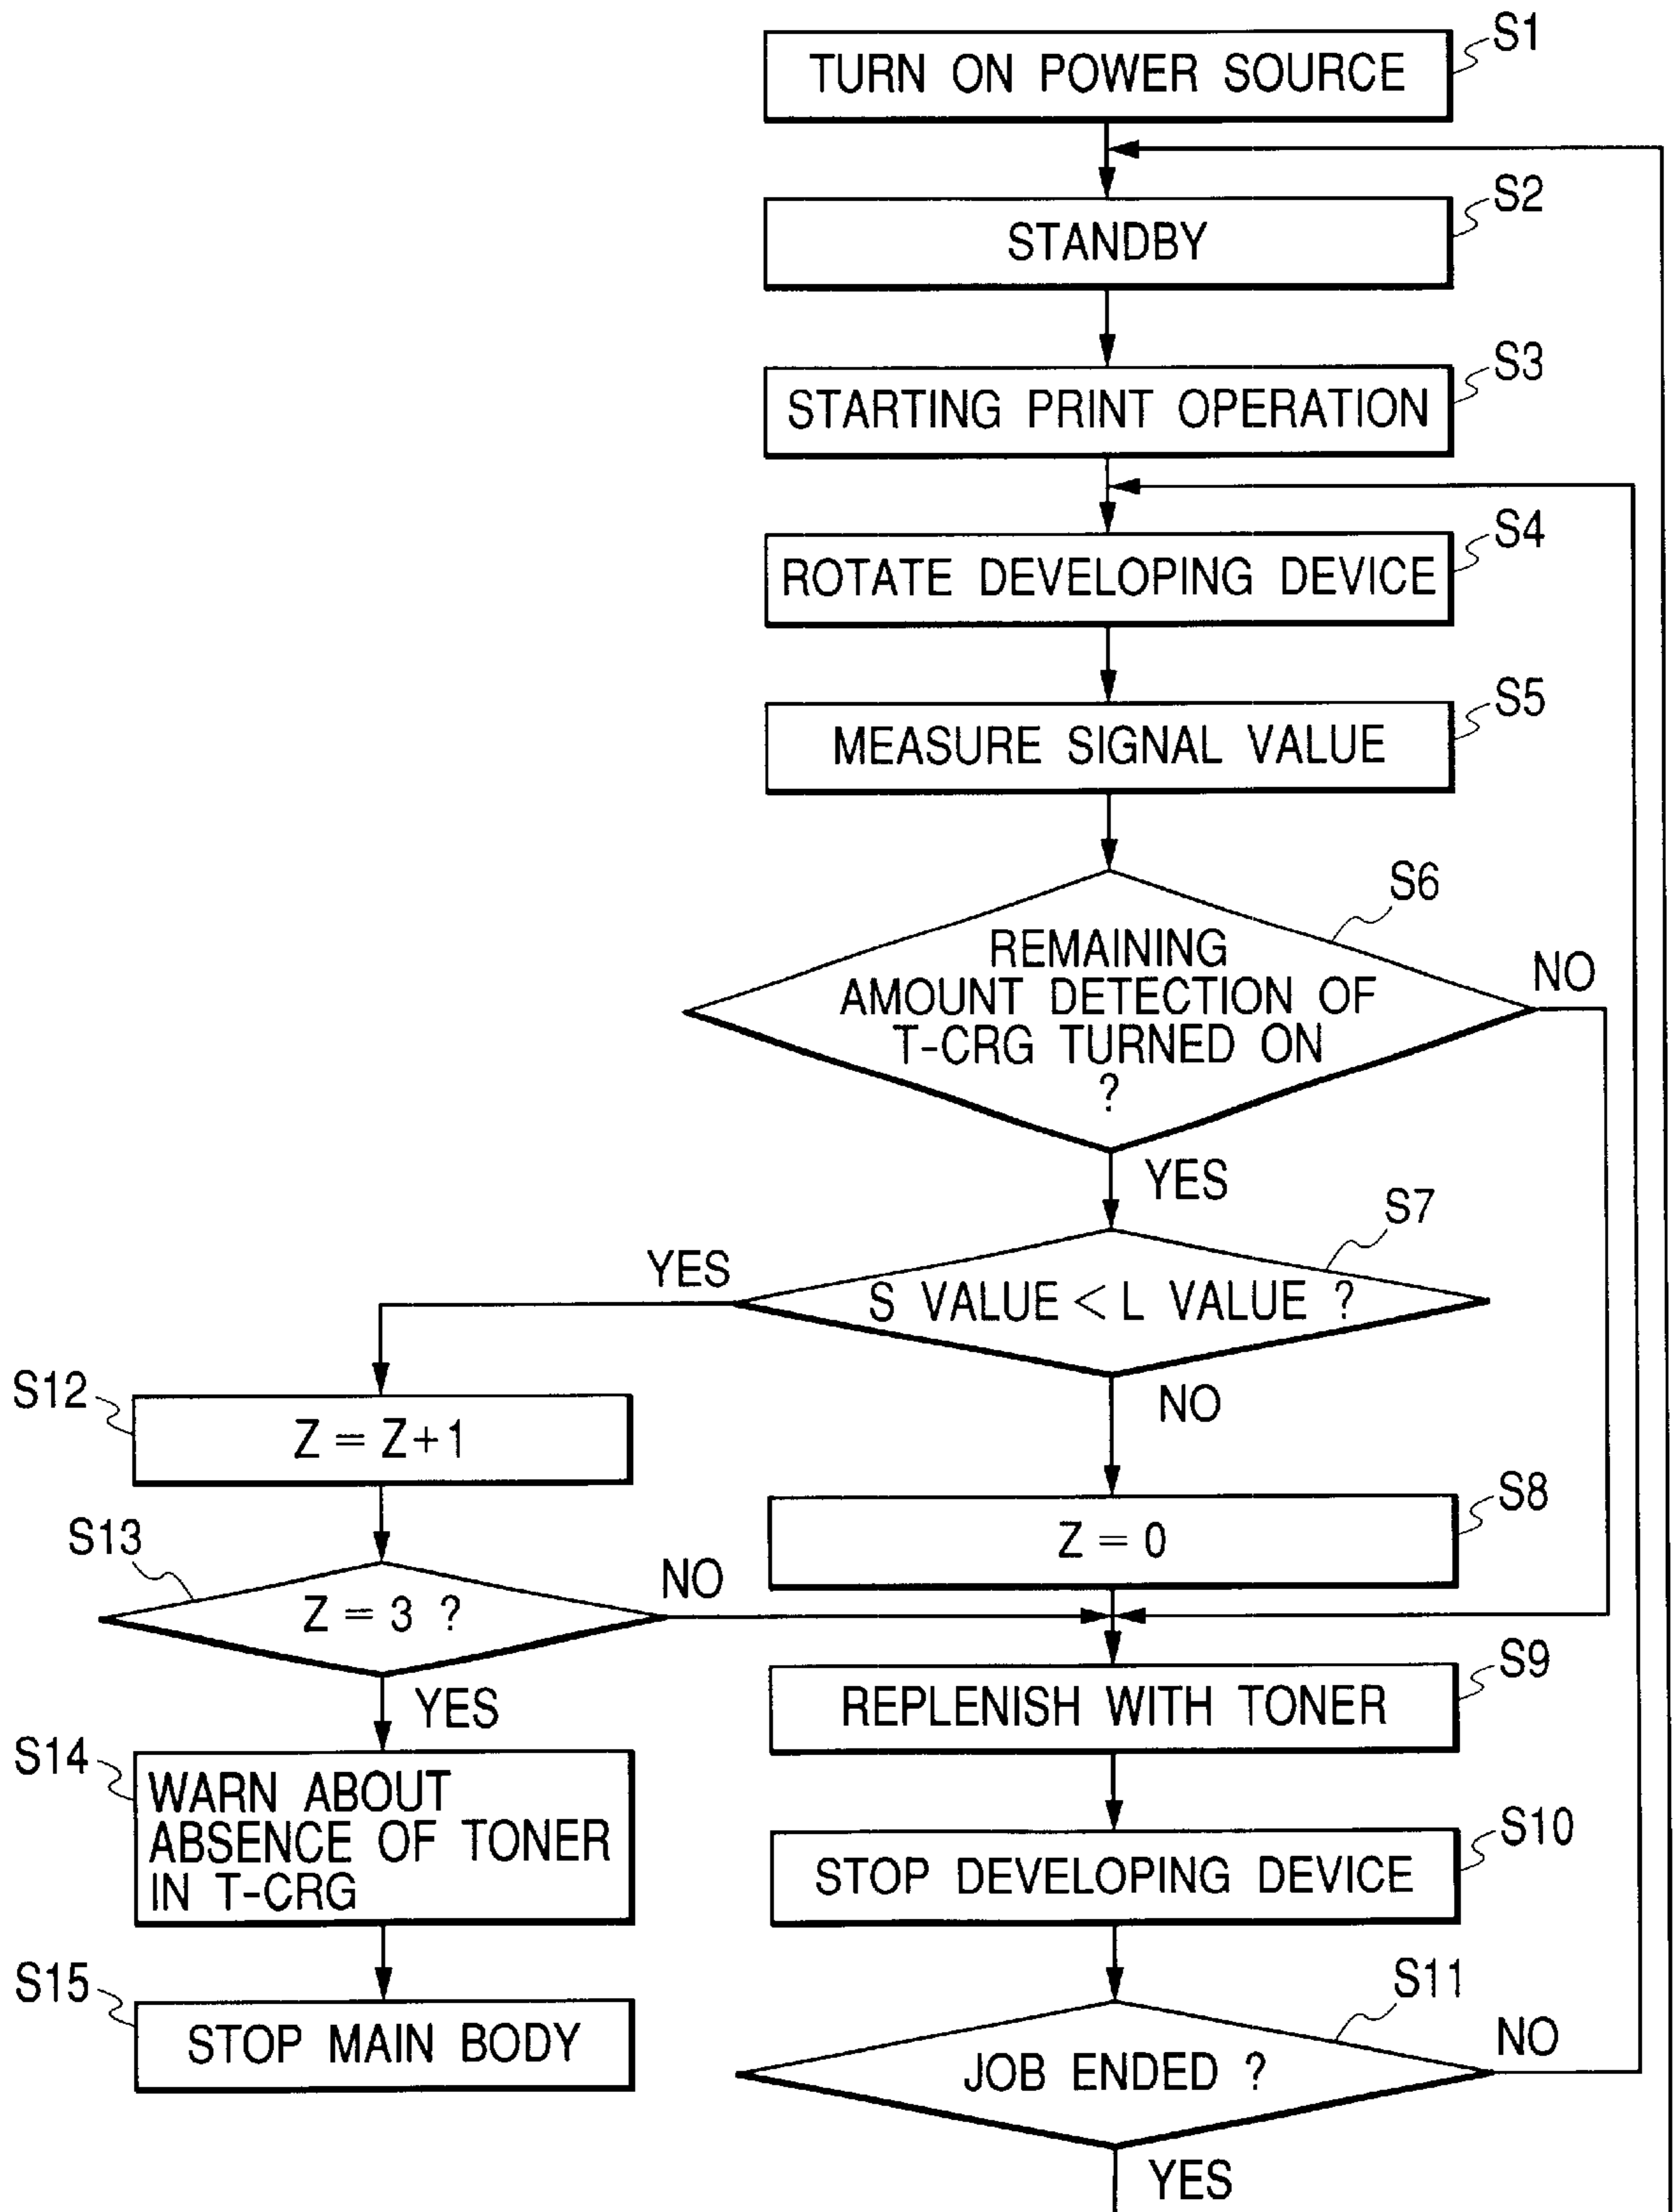 S1
TURN ON POWER SOURCE
S2
STANDBY
S3
STARTING PRINT OPERATION
S4
ROTATE DEVELOPING DEVICE
S5
MEASURE SIGNAL VALUE
S6
REMAINING
AMOUNT DETECTION OF
T-CRG TURNED ON
?
NO
YES
S7
S VALUE < L VALUE ?
YES
NO
S12
Z = Z+1
S8
Z = 0
S13
Z = 3 ?
NO
YES
S9
REPLENISH WITH TONER
S14
WARN ABOUT
ABSENCE OF TONER
IN T-CRG
S10
STOP DEVELOPING DEVICE
S15
STOP MAIN BODY
S11
JOB ENDED ?
NO
YES